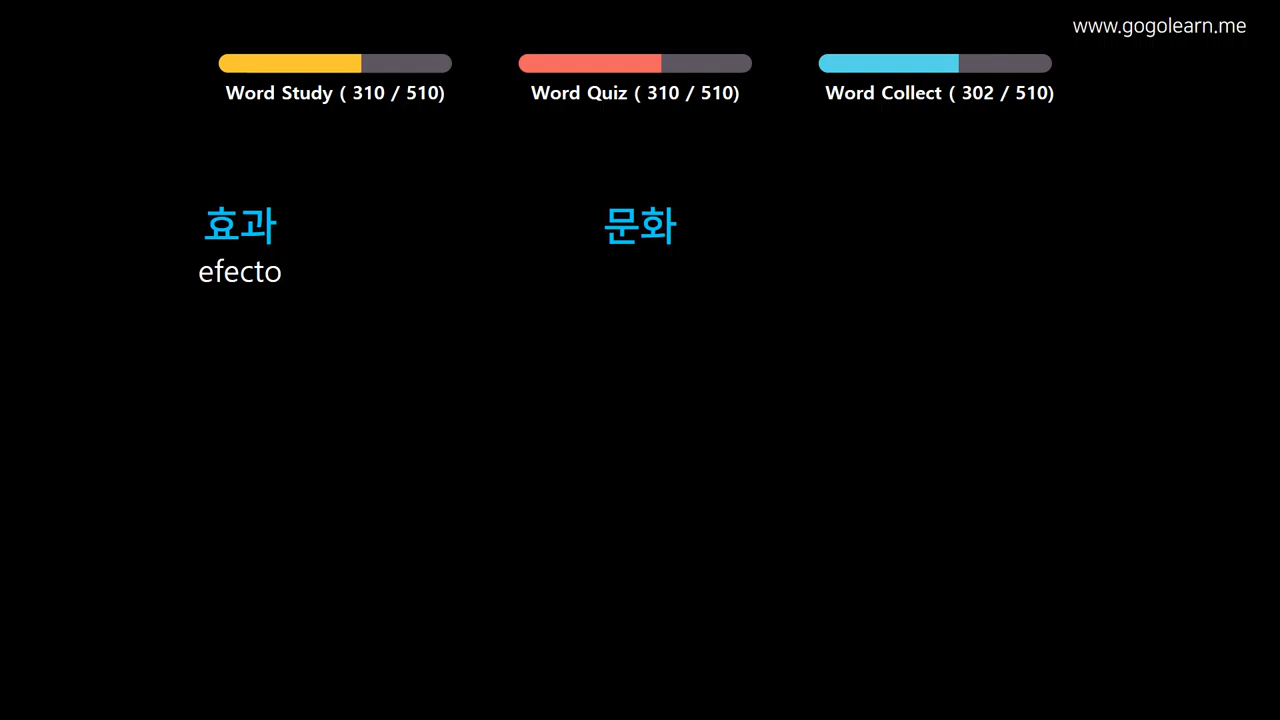 www.gogolearn.me
Word Study ( 310 / 510)
Word Quiz ( 310 / 510)
Word Collect ( 302 / 510)
효과
문화
efecto